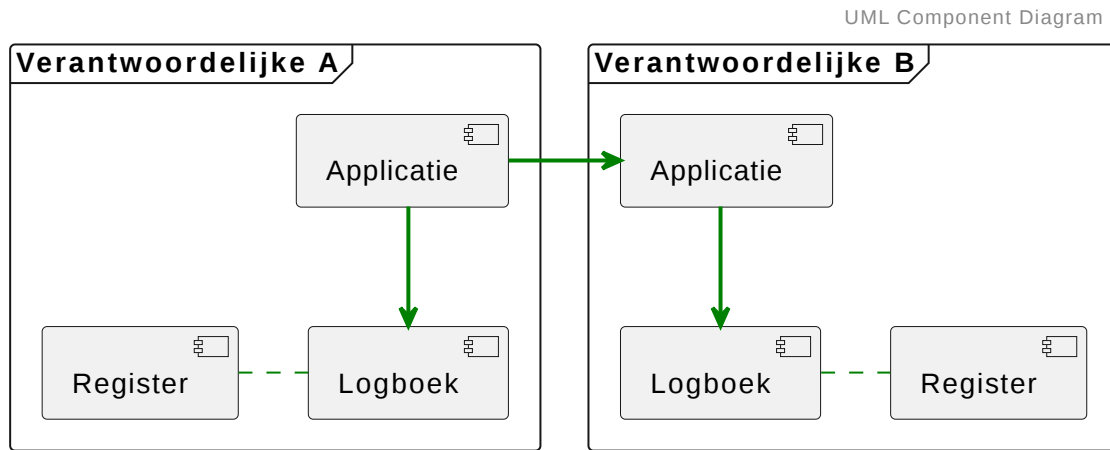 UML Component Diagram
Verantwoordelijke A
Applicatie
Register
Logboek
Verantwoordelijke B
Applicatie
Logboek
Register